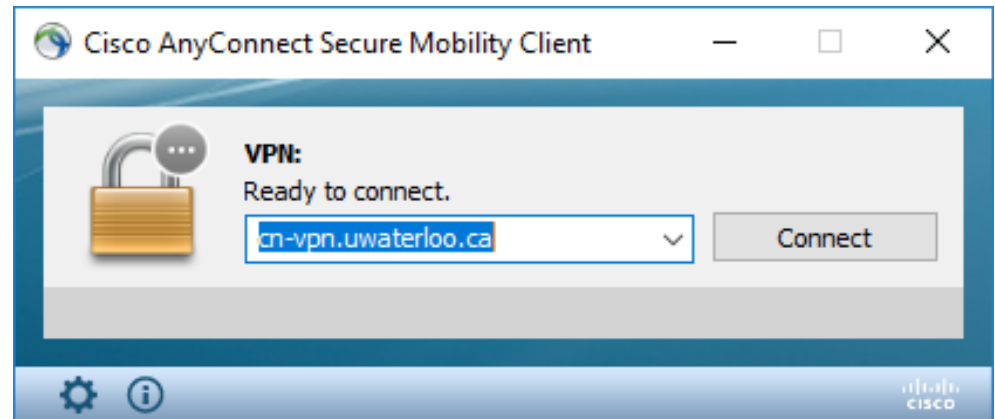 Cisco AnyConnect Secure Mobility Client
VPN:
Ready to connect.
cn-vpn.uwaterloo.ca
Connect
CISCO